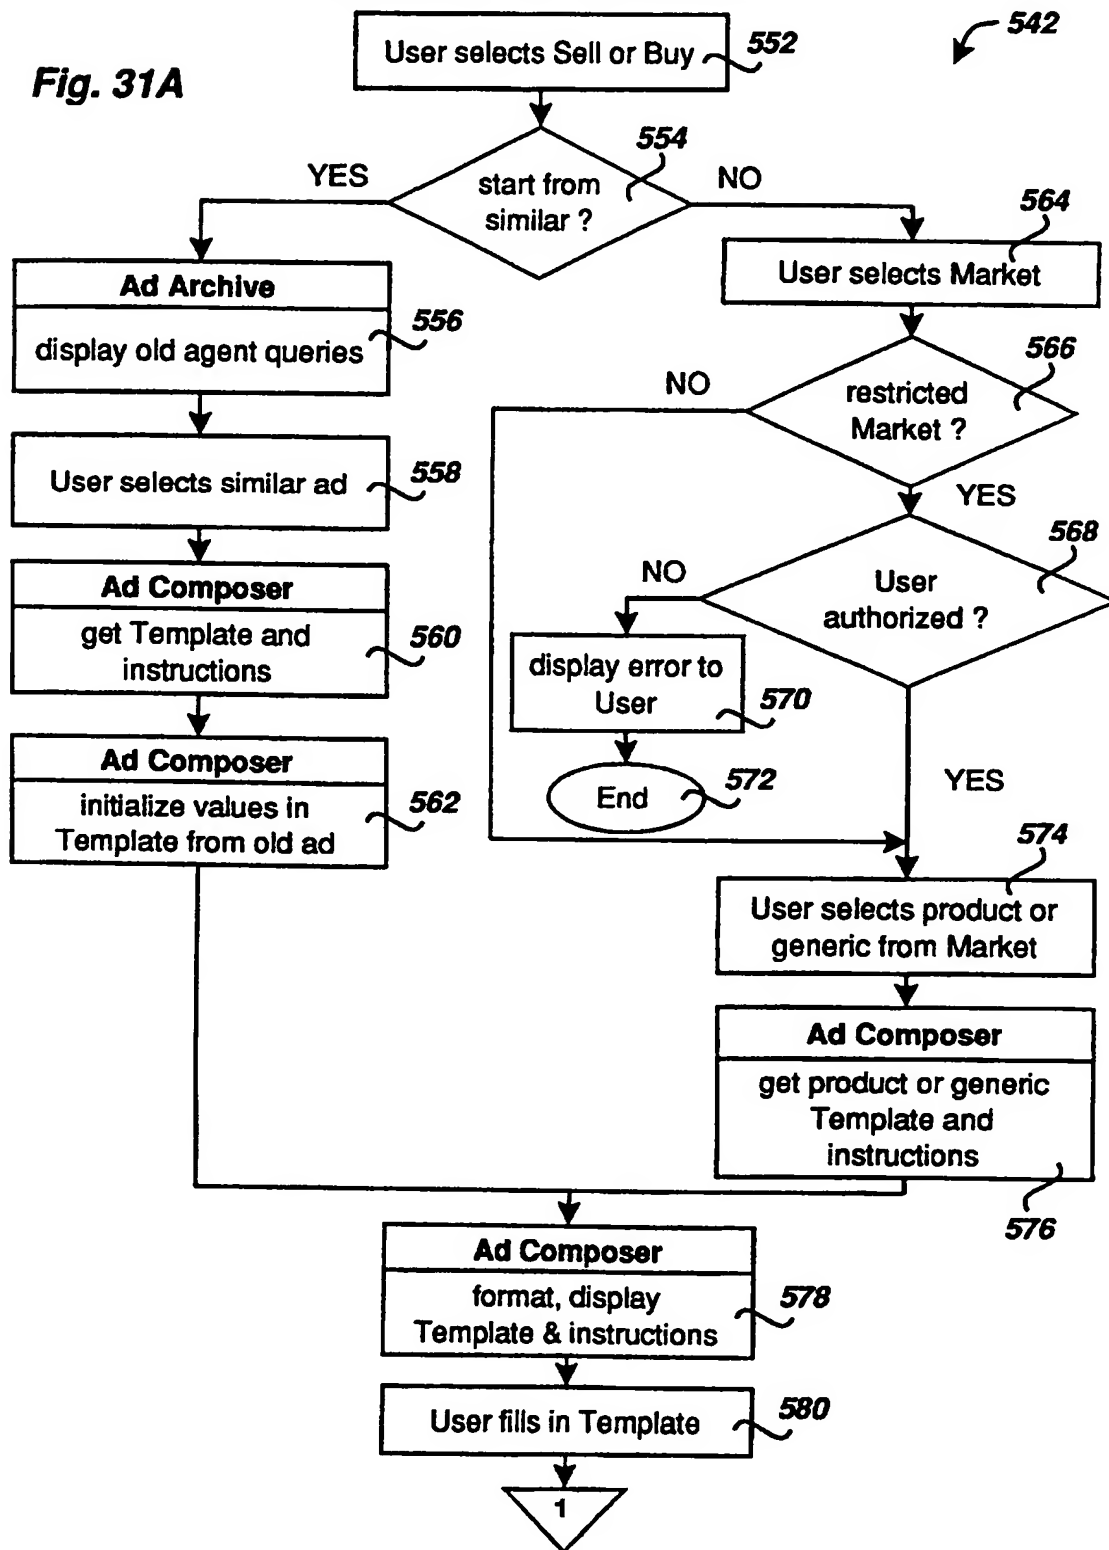 Fig. 31A
542
User selects Sell or Buy
552
554
YES
start from
similar ?
NO
Ad Archive
display old agent queries
556
User selects similar ad
558
Ad Composer
get Template and
instructions
560
Ad Composer
initialize values in
Template from old ad
562
564
User selects Market
566
NO
restricted
Market ?
YES
568
NO
User
authorized ?
display error to
User
570
End
572
YES
574
User selects product or
generic from Market
Ad Composer
get product or generic
Template and
instructions
576
Ad Composer
format, display
Template & instructions
578
User fills in Template
580
1